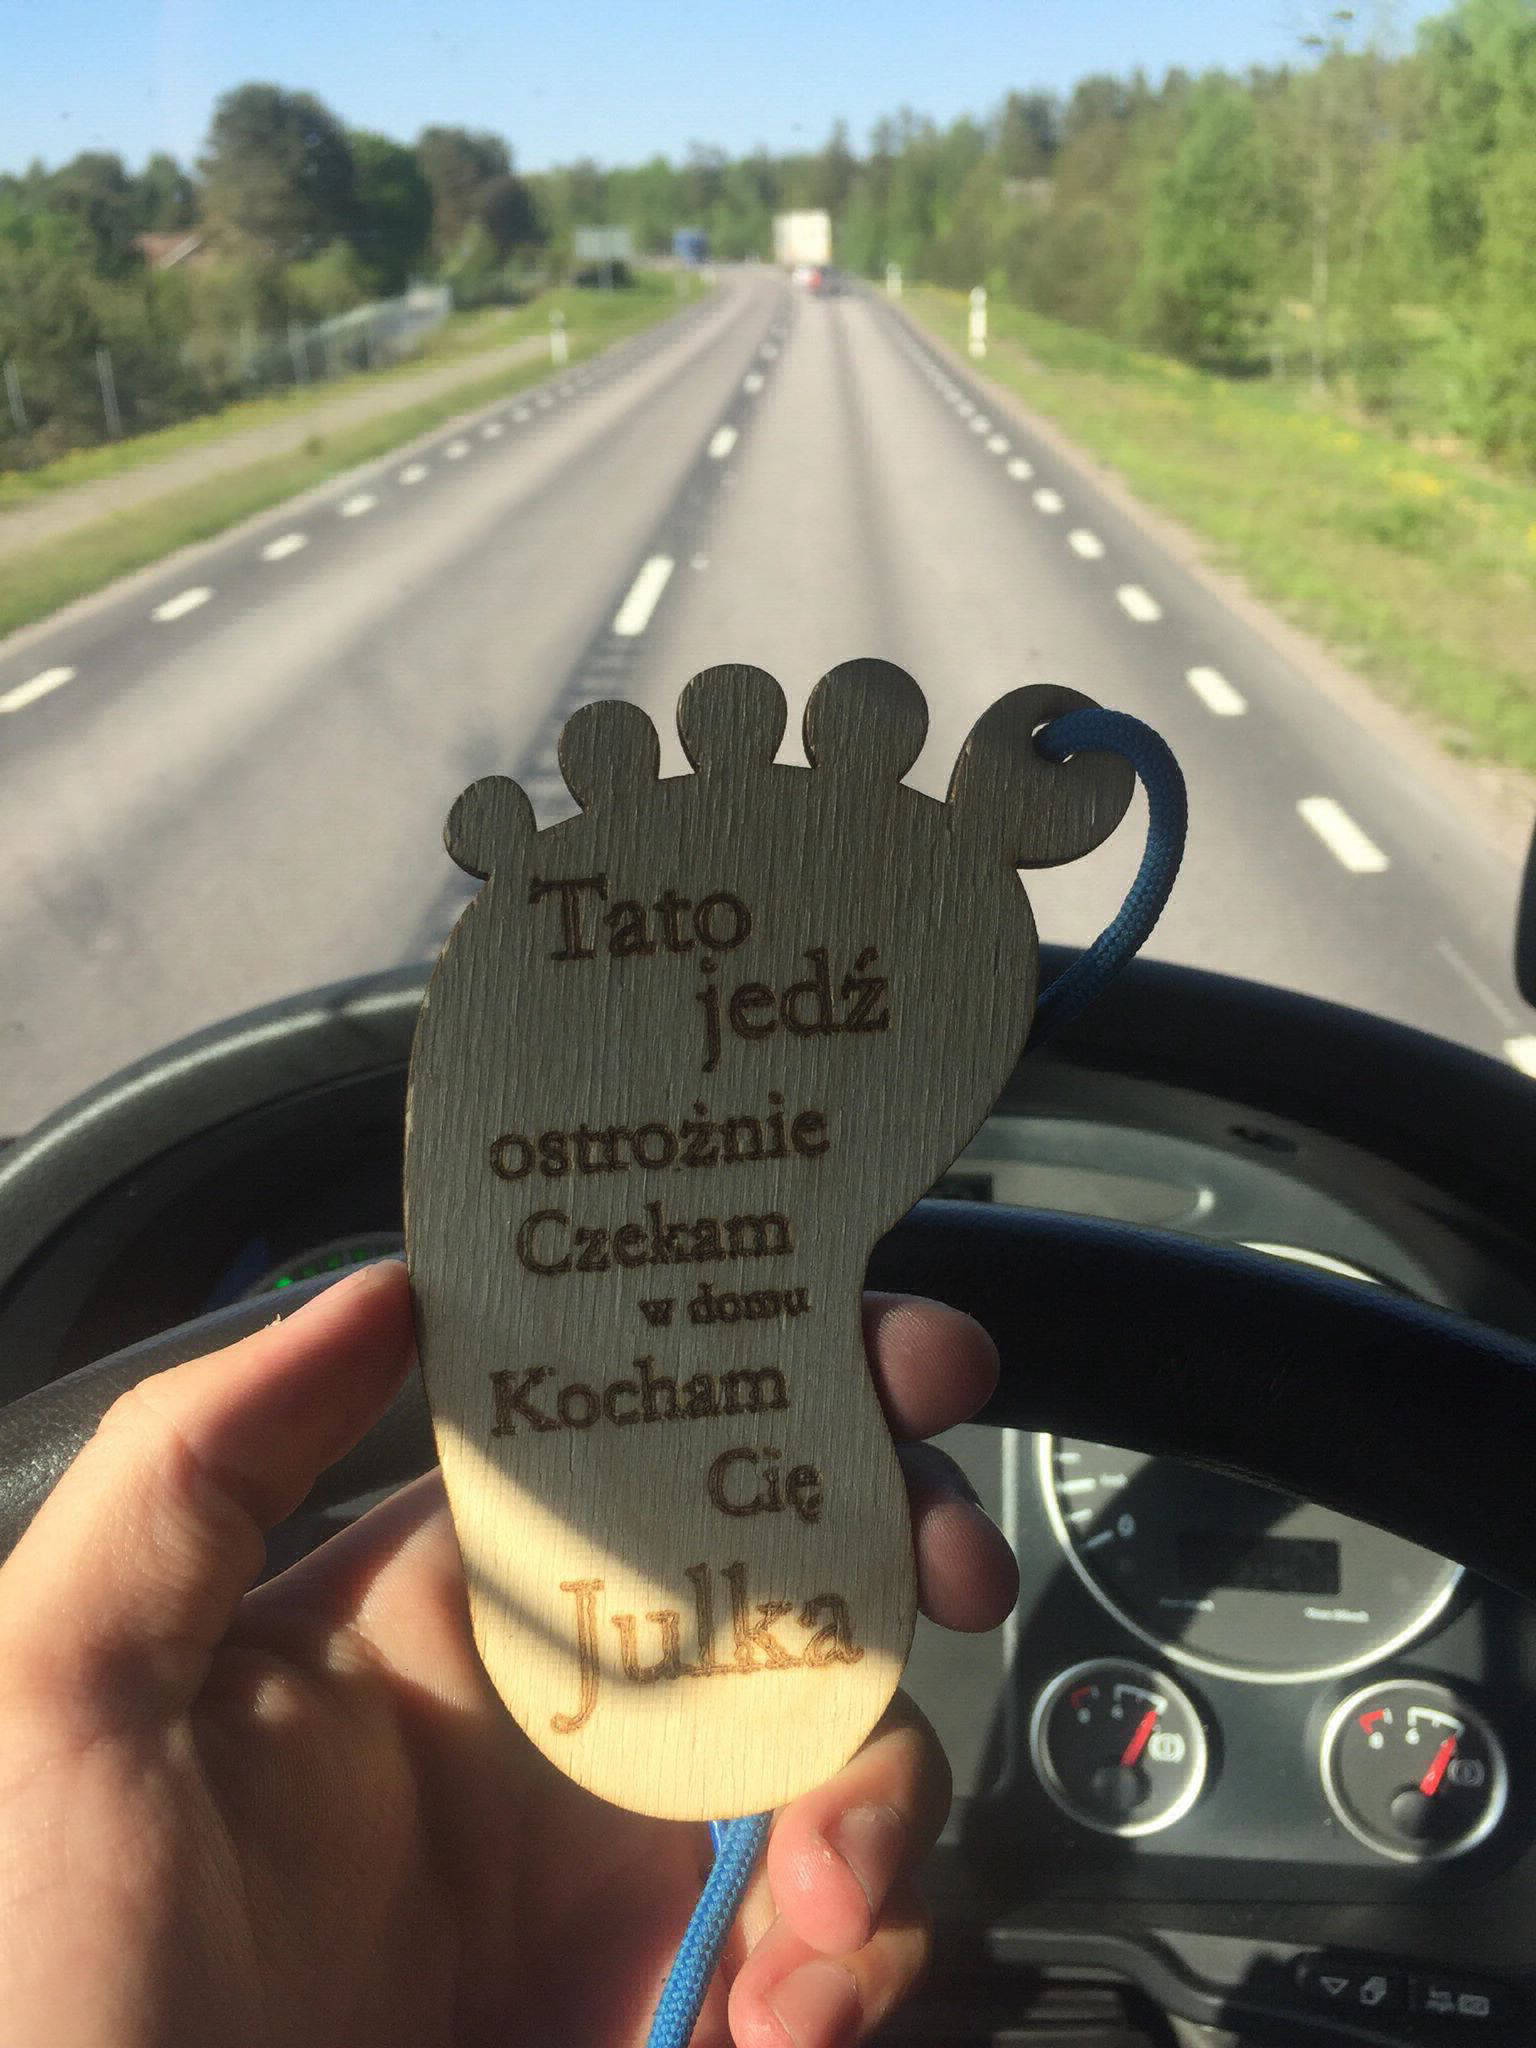 Tato
jedź
ostrożnie
Czekam
w domu
Kocham
Cię
Julka